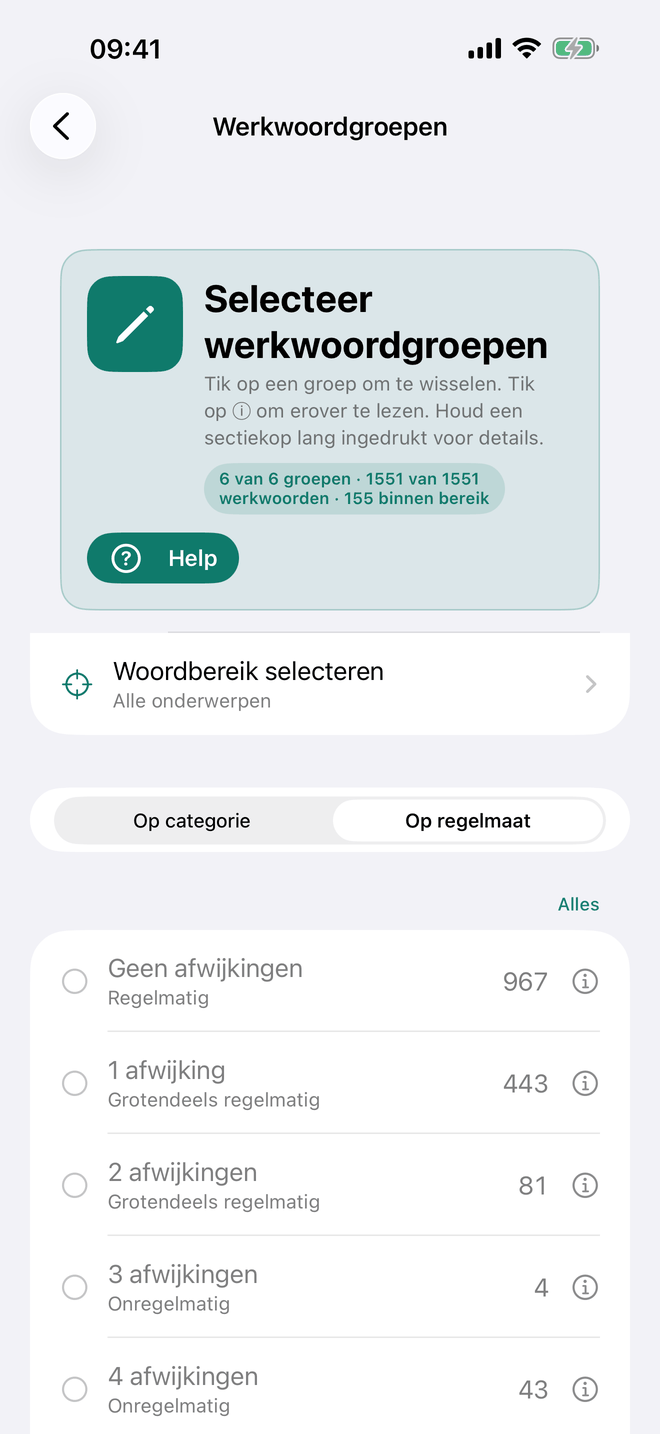 09:41
Werkwoordgroepen
Selecteer
werkwoordgroepen
Tik op een groep om te wisselen. Tik
op ⓘ om erover te lezen. Houd een
sectiekop lang ingedrukt voor details.
6 van 6 groepen · 1551 van 1551
werkwoorden · 155 binnen bereik
Help
Woordbereik selecteren
Alle onderwerpen
Op categorie
Op regelmaat
Alles
Geen afwijkingen
Regelmatig
967
1 afwijking
Grotendeels regelmatig
443
2 afwijkingen
Grotendeels regelmatig
81
3 afwijkingen
Onregelmatig
4
4 afwijkingen
Onregelmatig
43